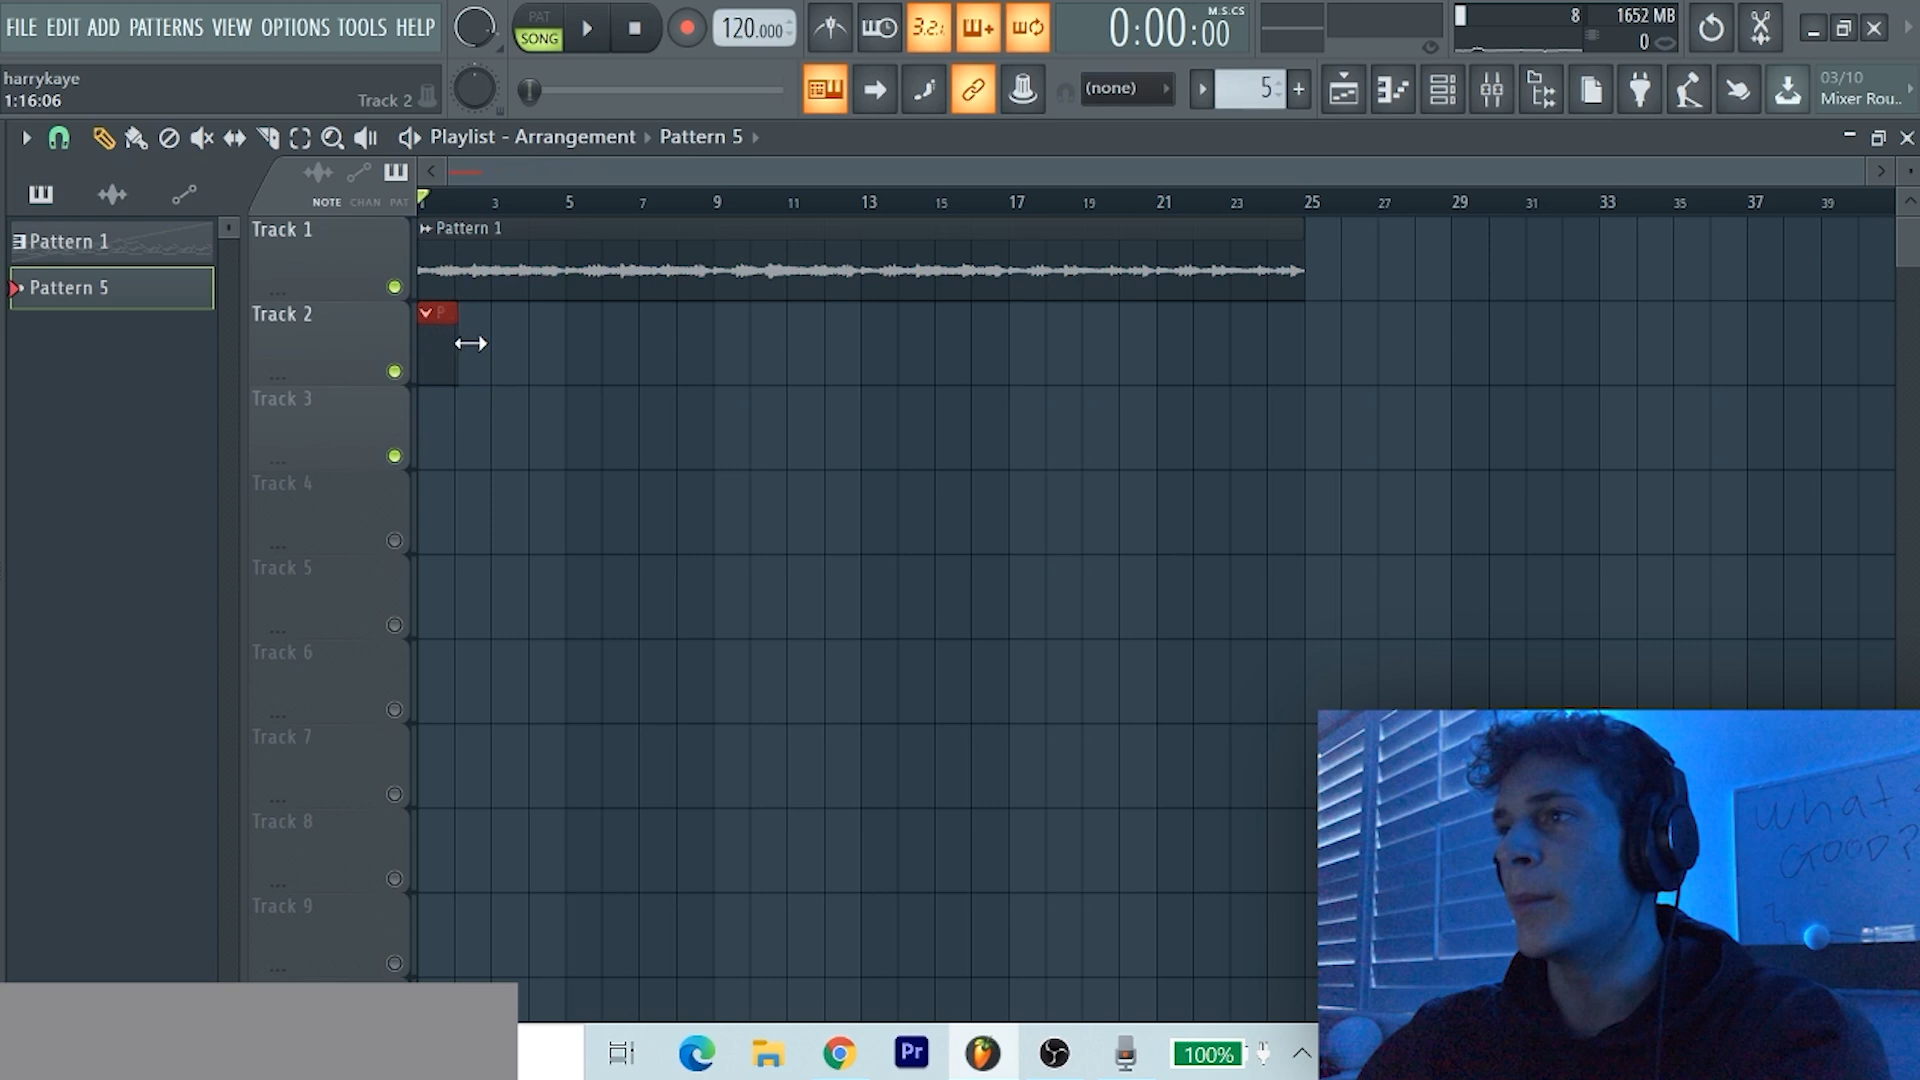 FILE EDIT ADD PATTERNS VIEW OPTIONS TOOLS HELP
PAT
SONG
120.000
3.2.
0:00:00
M:S:CS
8
1652 MB
0
harrykaye
1:16:06
Track 2
(none)
5
03/10
Mixer Rou..
Playlist - Arrangement
Pattern 5
NOTE CHAN PAT
1 3 5 7 9 11 13 15 17 19 21 23 25 27 29 31 33 35 37 39
Pattern 1
Pattern 5
Track 1
Pattern 1
Track 2
P
Track 3
Track 4
Track 5
Track 6
Track 7
Track 8
Track 9
what
GOOD?
Pr
100%